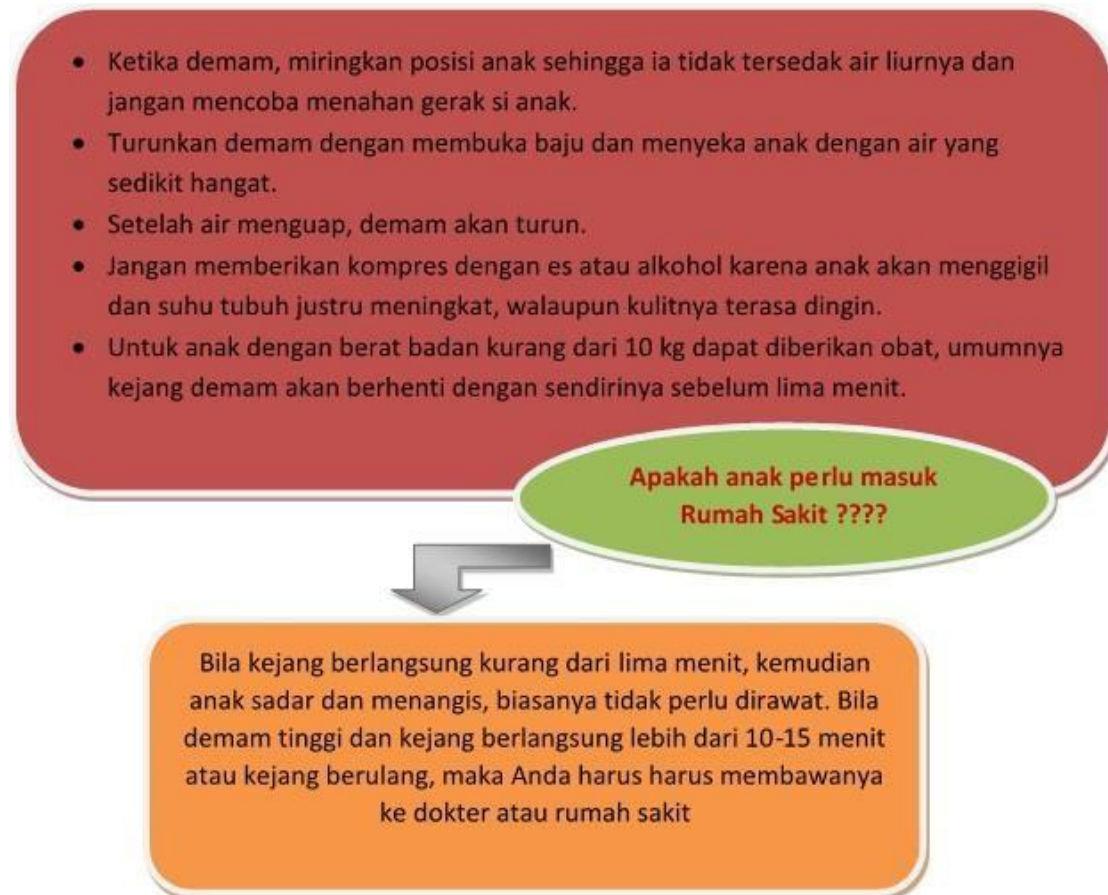 • Ketika demam, miringkan posisi anak sehingga ia tidak tersedak air liurnya dan
jangan mencoba menahan gerak si anak.
• Turunkan demam dengan membuka baju dan menyeka anak dengan air yang
sedikit hangat.
• Setelah air menguap, demam akan turun.
• Jangan memberikan kompres dengan es atau alkohol karena anak akan menggigil
dan suhu tubuh justru meningkat, walaupun kulitnya terasa dingin.
• Untuk anak dengan berat badan kurang dari 10 kg dapat diberikan obat, umumnya
kejang demam akan berhenti dengan sendirinya sebelum lima menit.
Apakah anak perlu masuk
Rumah Sakit ????
Bila kejang berlangsung kurang dari lima menit, kemudian
anak sadar dan menangis, biasanya tidak perlu dirawat. Bila
demam tinggi dan kejang berlangsung lebih dari 10-15 menit
atau kejang berulang, maka Anda harus harus membawanya
ke dokter atau rumah sakit